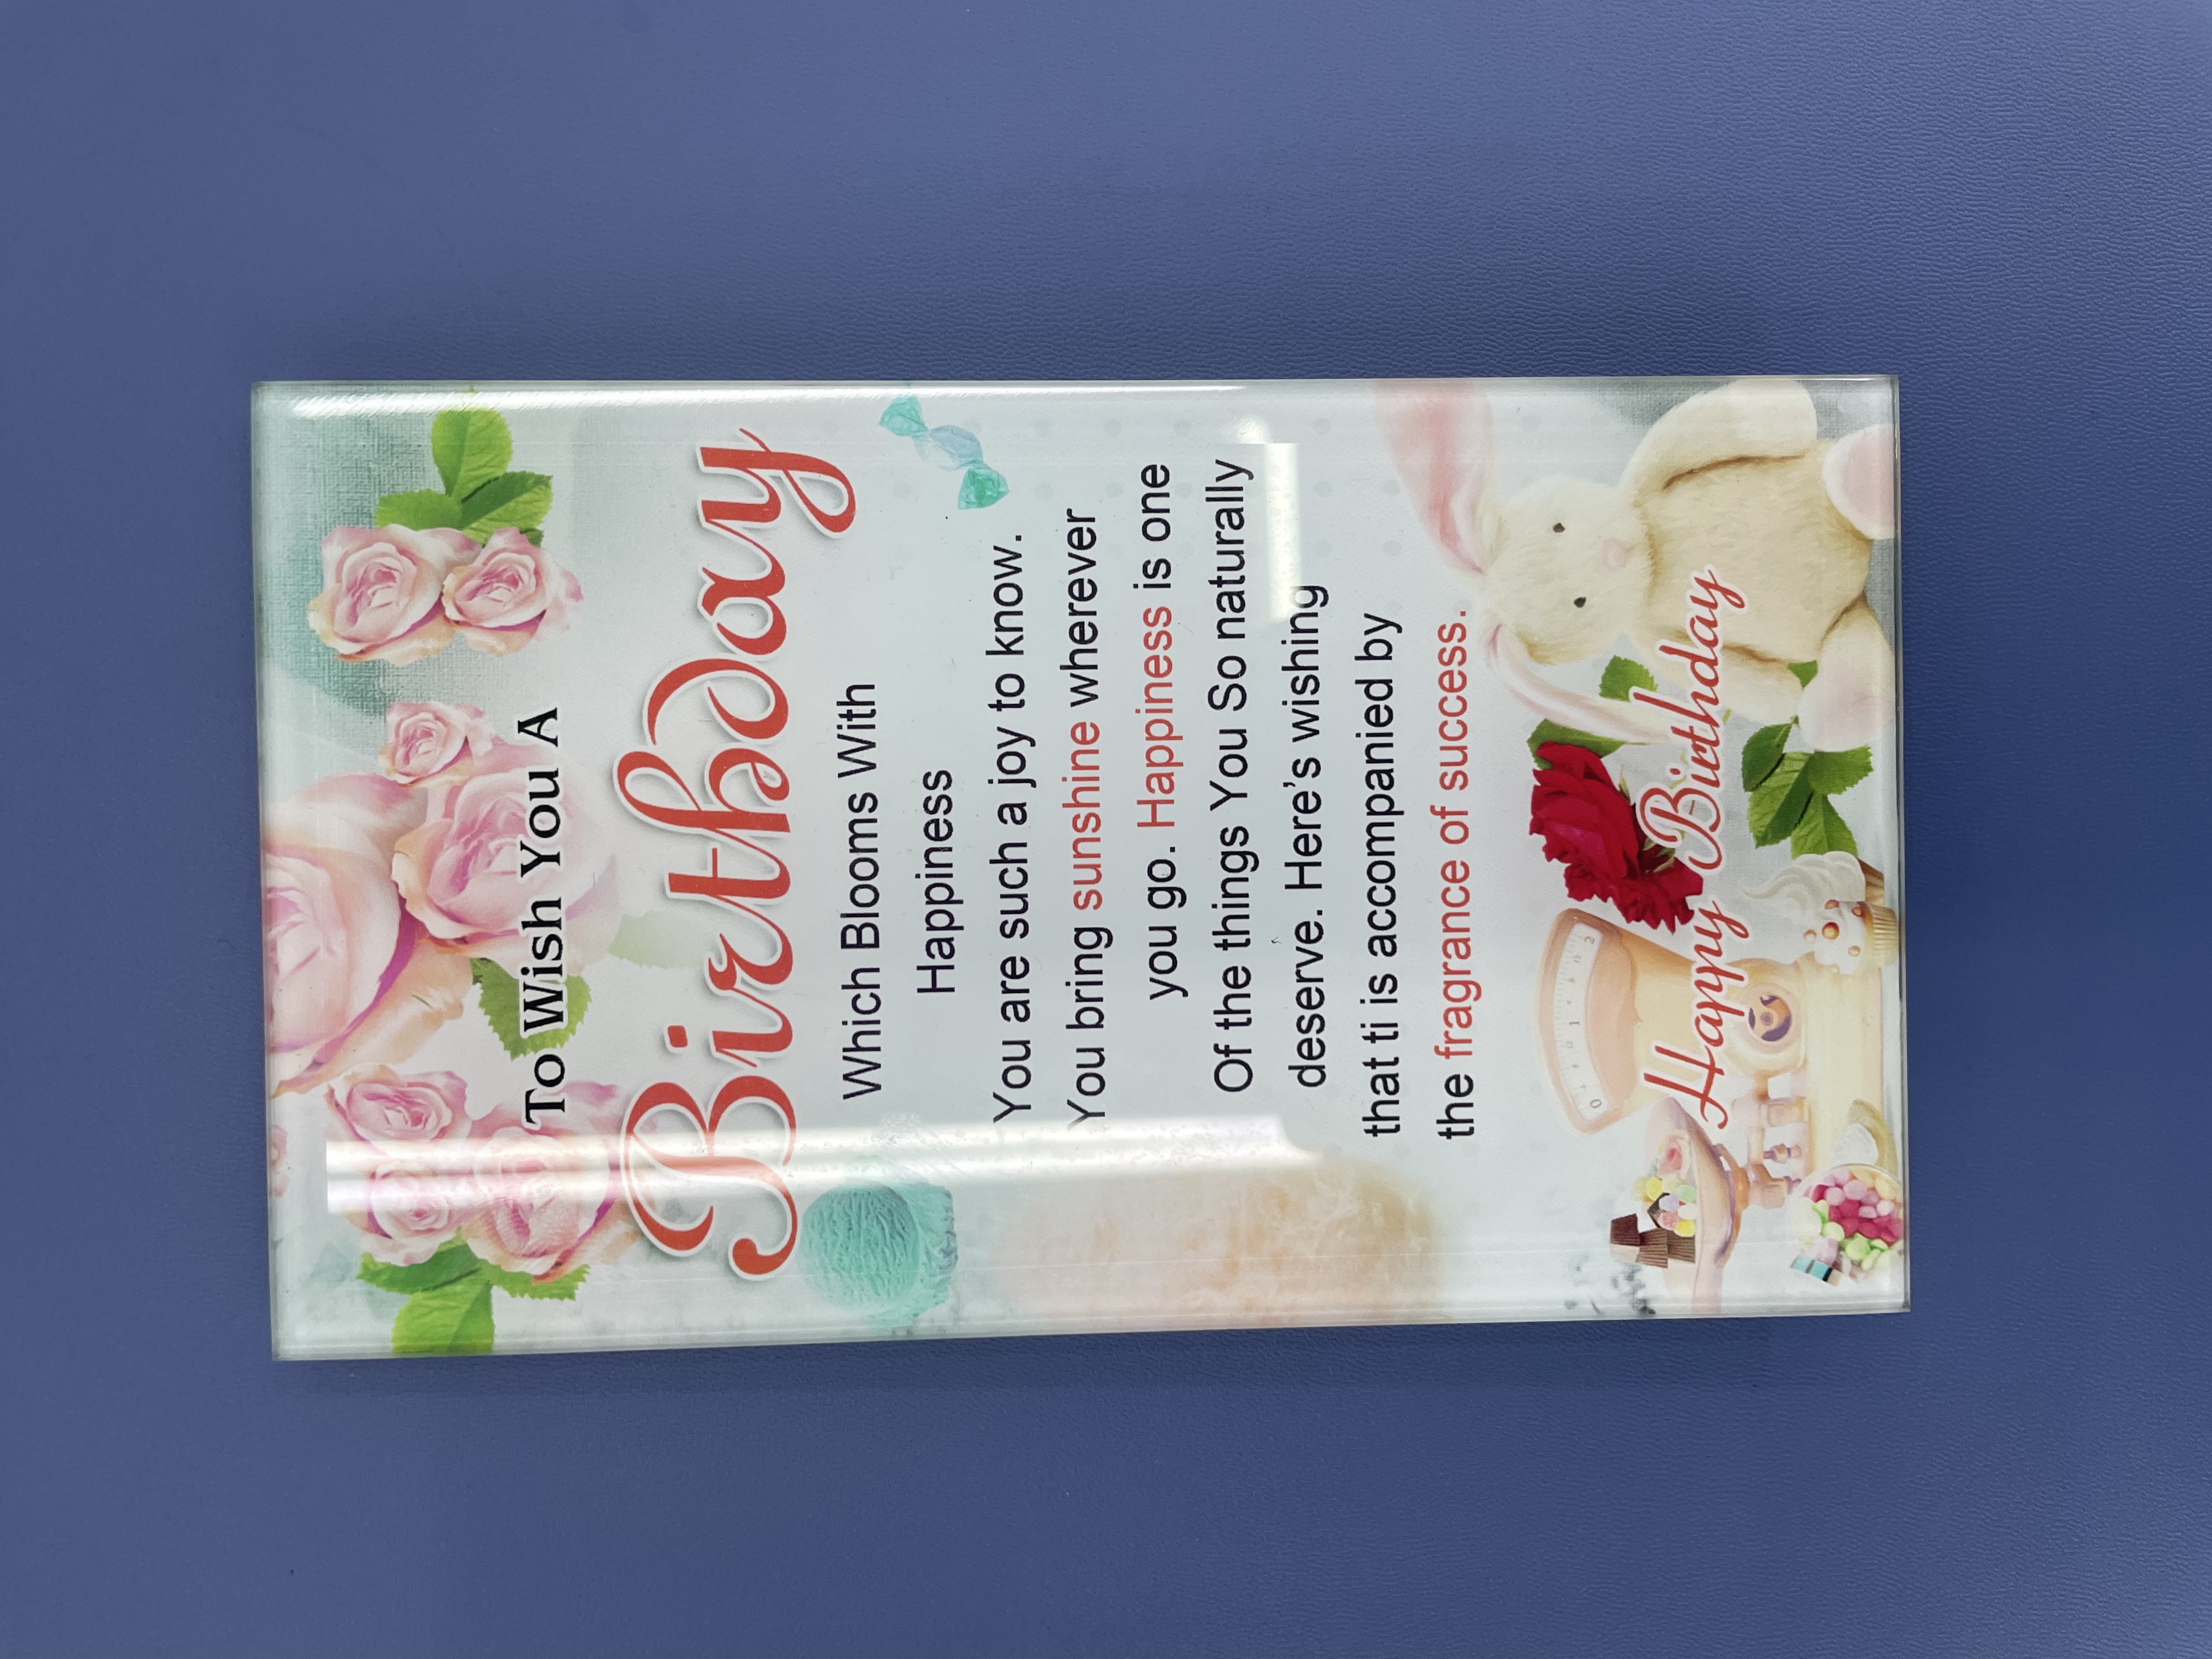 To Wish You A
Birthday
Which Blooms With
Happiness
You are such a joy to know.
You bring sunshine wherever
you go. Happiness is one
Of the things You So naturally
deserve. Here's wishing
that ti is accompanied by
the fragrance of success.
Happy Birthday